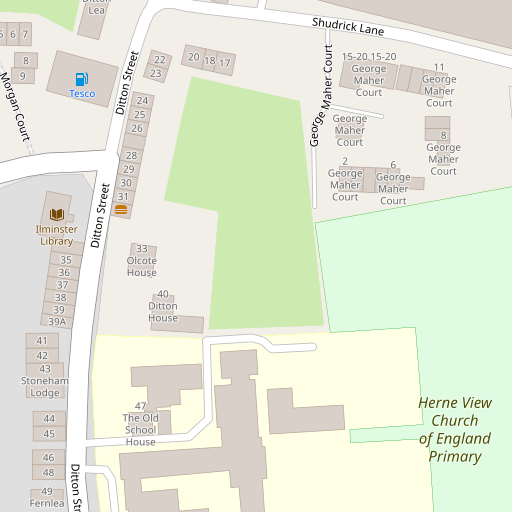 Ditton
Lea
Shudrick Lane
5 6 7
8
9
Tesco
Morgan Court
Ditton Street
22
23
20 18 17
24
25
26
28
29
30
31
15-20 15-20
George
Maher
Court
11
George
Maher
Court
George Maher Court
George
Maher
Court
8
George
Maher
Court
2
George
Maher
Court
6
George
Maher
Court
Ditton Street
Ilminster
Library
33
Olcote
House
35
36
37
38
39
39A
40
Ditton
House
41
42
43
Stoneham
Lodge
44
45
46
48
49
Fernlea
47
The Old
School
House
Herne View
Church
of England
Primary
Ditton Str